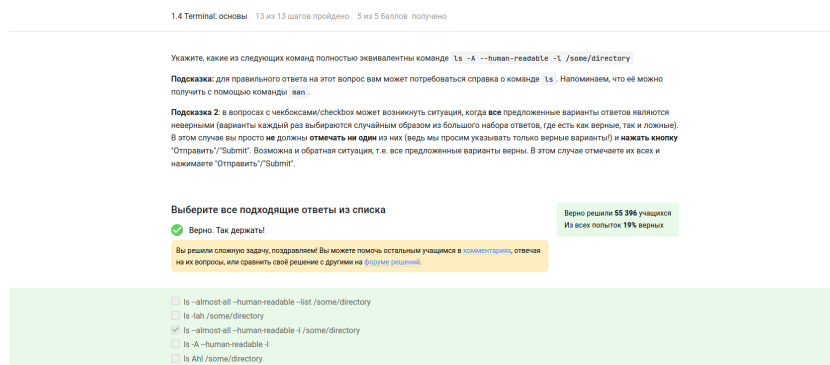 1.4 Terminal: основы 13 из 13 шагов пройдено 5 из 5 баллов получено
Укажите, какие из следующих команд полностью эквивалентны команде ls -A --human-readable -l /some/directory
Подсказка: для правильного ответа на этот вопрос вам может потребоваться справка о команде ls. Напоминаем, что её можно
получить с помощью команды man .
Подсказка 2: в вопросах с чекбоксами/checkbox может возникнуть ситуация, когда все предложенные варианты ответов являются
неверными (варианты каждый раз выбираются случайным образом из большого набора ответов, где есть как верные, так и ложные).
В этом случае вы просто не должны отмечать ни один из них (ведь мы просим указывать только верные варианты!) и нажать кнопку
"Отправить"/"Submit". Возможна и обратная ситуация, т.е. все предложенные варианты верны. В этом случае отмечаете их всех и
нажимаете "Отправить"/"Submit".
Выберите все подходящие ответы из списка
Верно решили 55 396 учащихся
Из всех попыток 19% верных
Верно. Так держать!
Вы решили сложную задачу, поздравляем! Вы можете помочь остальным учащимся в комментариях, отвечая
на их вопросы, или сравнить своё решение с другими на форуме решений.
ls –almost-all –human-readable –list /some/directory
ls -lah /some/directory
ls –almost-all –human-readable -l /some/directory
ls -A –human-readable -l
ls Ahl /some/directory